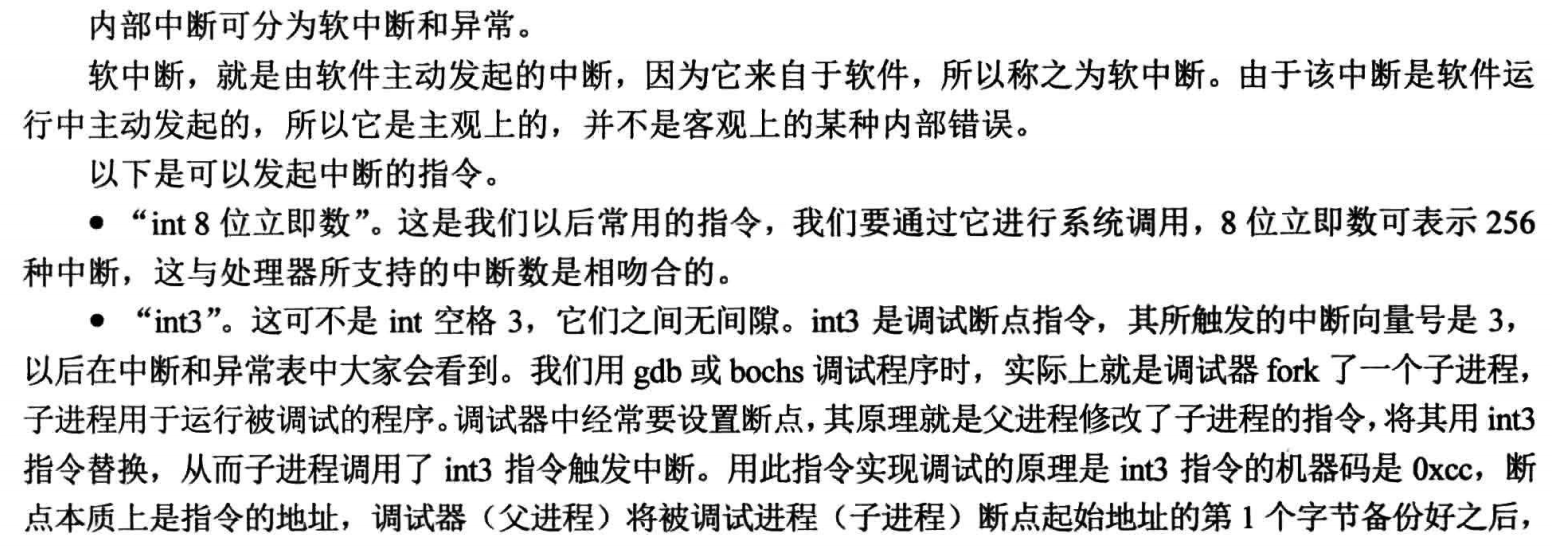 内部中断可分为软中断和异常。
软中断，就是由软件主动发起的中断，因为它来自于软件，所以称之为软中断。由于该中断是软件运
行中主动发起的，所以它是主观上的，并不是客观上的某种内部错误。
以下是可以发起中断的指令。
● “int 8 位立即数”。这是我们以后常用的指令，我们要通过它进行系统调用，8 位立即数可表示 256
种中断，这与处理器所支持的中断数是相吻合的。
● “int3”。这可不是 int 空格 3，它们之间无间隙。int3 是调试断点指令，其所触发的中断向量号是 3，
以后在中断和异常表中大家会看到。我们用 gdb 或 bochs 调试程序时，实际上就是调试器 fork 了一个子进程，
子进程用于运行被调试的程序。调试器中经常要设置断点，其原理就是父进程修改了子进程的指令，将其用 int3
指令替换，从而子进程调用了 int3 指令触发中断。用此指令实现调试的原理是 int3 指令的机器码是 0xcc，断
点本质上是指令的地址，调试器（父进程）将被调试进程（子进程）断点起始地址的第 1 个字节备份好之后，